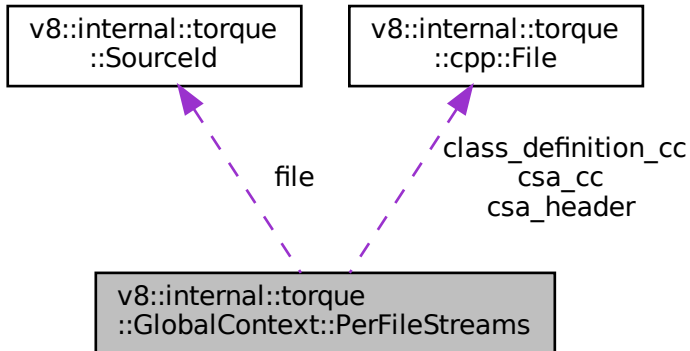 v8::internal::torque
::SourceId
v8::internal::torque
::cpp::File
file
class_definition_cc
csa_cc
csa_header
v8::internal::torque
::GlobalContext::PerFileStreams